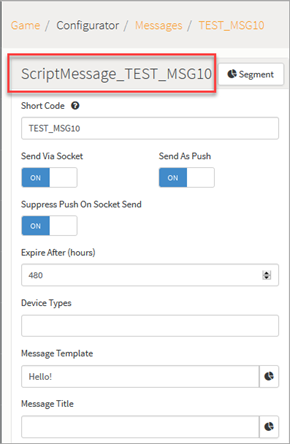 Game / Configurator / Messages / TEST_MSG10
ScriptMessage_TEST_MSG10 Segment
Short Code ?
TEST_MSG10
Send Via Socket Send As Push
ON ON
Suppress Push On Socket Send
ON
Expire After (hours)
480
Device Types
Message Template
Hello!
Message Title